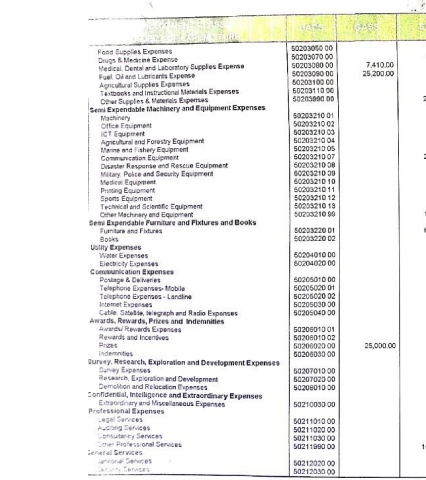 UACS GASS
Food Supplies Expenses 50203050 00
Drugs & Medicine Expense 50203070 00
Medical, Dental and Laboratory Supplies Expense 50203080 00 7,410.00
Fuel, Oil and Lubricants Expense 50203090 00 25,200.00
Agricultural Supplies Expenses 50203100 00
Textbooks and Instructional Materials Expenses 50203110 00
Other Supplies & Materials Expenses 50203990 00
Semi Expendable Machinery and Equipment Expenses
Machinery 50203210 01
Office Equipment 50203210 02
ICT Equipment 50203210 03
Agricultural and Forestry Equipment 50203210 04
Marine and Fishery Equipment 50203210 05
Communication Equipment 50203210 07
Disaster Response and Rescue Equipment 50203210 08
Military, Police and Security Equipment 50203210 09
Medical Equipment 50203210 10
Printing Equipment 50203210 11
Sports Equipment 50203210 12
Technical and Scientific Equipment 50203210 13
Other Machinery and Equipment 50203210 99
Semi Expendable Furniture and Fixtures and Books
Furniture and Fixtures 50203220 01
Books 50203220 02
Utility Expenses
Water Expenses 50204010 00
Electricity Expenses 50204020 00
Communication Expenses
Postage & Deliveries 50205010 00
Telephone Expenses- Mobile 50205020 01
Telephone Expenses - Landline 50205020 02
Internet Expenses 50205030 00
Cable, Satellite, telegraph and Radio Expenses 50205040 00
Awards, Rewards, Prizes and Indemnities
Awards/ Rewards Expenses 50206010 01
Rewards and Incentives 50206010 02
Prizes 50206020 00 25,000.00
Indemnities 50206030 00
Survey, Research, Exploration and Development Expenses
Survey Expenses 50207010 00
Research, Exploration and Development 50207020 00
Demolition and Relocation Expenses 50208010 00
Confidential, Intelligence and Extraordinary Expenses
Extraordinary and Miscellaneous Expenses 50210030 00
Professional Expenses
Legal Services 50211010 00
Auditing Services 50211020 00
Consultancy Services 50211030 00
Other Professional Services 50211990 00
General Services
Janitorial Services 50212020 00
Security Services 50212030 00